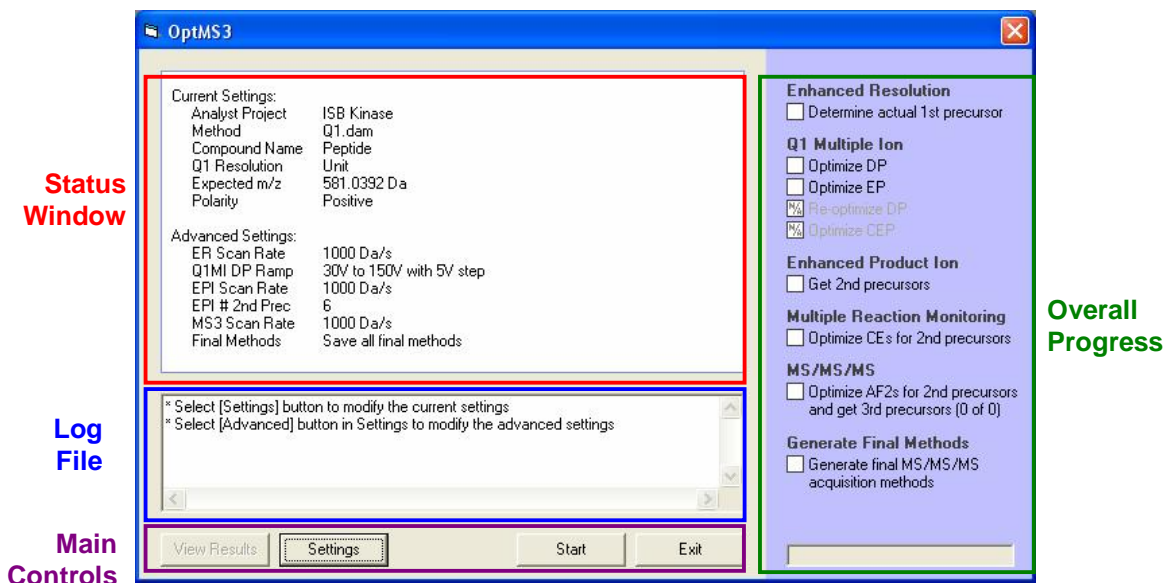 OptMS3
Status
Window
Current Settings:
Analyst Project ISB Kinase
Method Q1.dam
Compound Name Peptide
Q1 Resolution Unit
Expected m/z 581.0392 Da
Polarity Positive
Advanced Settings:
ER Scan Rate 1000 Da/s
Q1MI DP Ramp 30V to 150V with 5V step
EPI Scan Rate 1000 Da/s
EPI # 2nd Prec 6
MS3 Scan Rate 1000 Da/s
Final Methods Save all final methods
Log
File
* Select [Settings] button to modify the current settings
* Select [Advanced] button in Settings to modify the advanced settings
Main
Controls
View Results Settings Start Exit
Enhanced Resolution
Determine actual 1st precursor
Q1 Multiple Ion
Optimize DP
Optimize EP
N/A Re-optimize DP
N/A Optimize CEP
Enhanced Product Ion
Get 2nd precursors
Multiple Reaction Monitoring
Optimize CEs for 2nd precursors
MS/MS/MS
Optimize AF2s for 2nd precursors
and get 3rd precursors (0 of 0)
Generate Final Methods
Generate final MS/MS/MS
acquisition methods
Overall
Progress